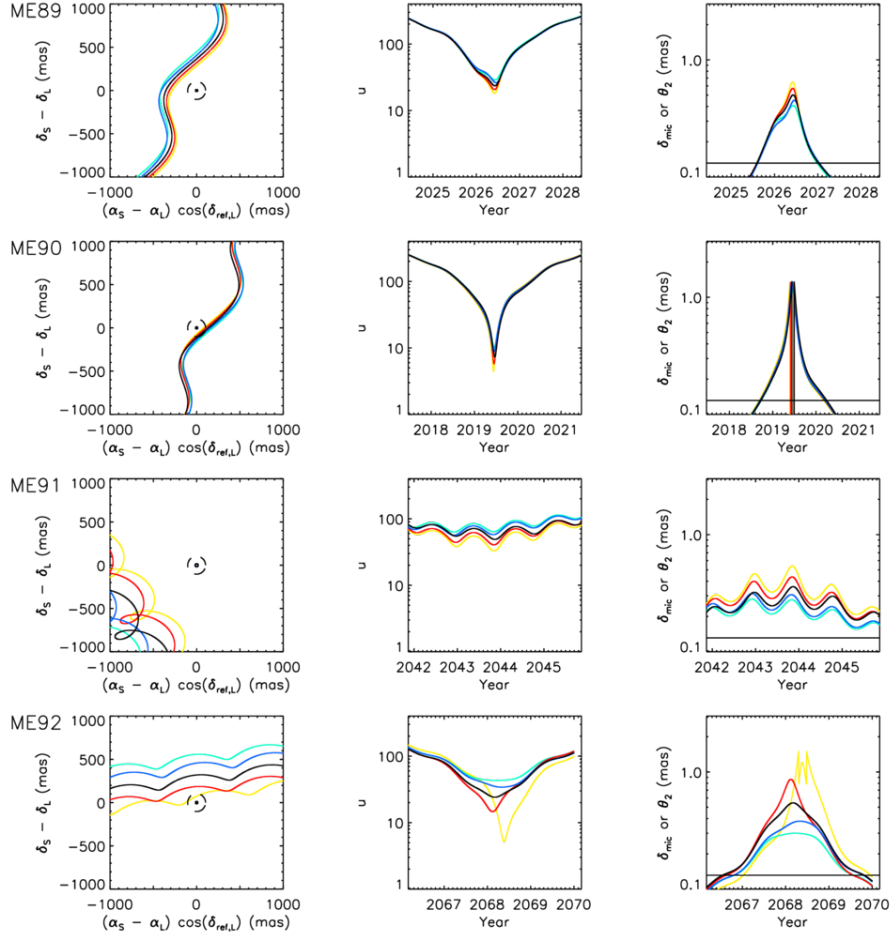 ME89
1000
500
0
−500
−1000
−1000 0 1000
δS − δL (mas)
(αS − αL) cos(δref,L) (mas)
100
10
1
u
2025 2026 2027 2028
Year
1.0
0.1
δmic or θ2 (mas)
2025 2026 2027 2028
Year
ME90
1000
500
0
−500
−1000
−1000 0 1000
δS − δL (mas)
(αS − αL) cos(δref,L) (mas)
100
10
1
u
2018 2019 2020 2021
Year
1.0
0.1
δmic or θ2 (mas)
2018 2019 2020 2021
Year
ME91
1000
500
0
−500
−1000
−1000 0 1000
δS − δL (mas)
(αS − αL) cos(δref,L) (mas)
100
10
1
u
2042 2043 2044 2045
Year
1.0
0.1
δmic or θ2 (mas)
2042 2043 2044 2045
Year
ME92
1000
500
0
−500
−1000
−1000 0 1000
δS − δL (mas)
(αS − αL) cos(δref,L) (mas)
100
10
1
u
2067 2068 2069 2070
Year
1.0
0.1
δmic or θ2 (mas)
2067 2068 2069 2070
Year